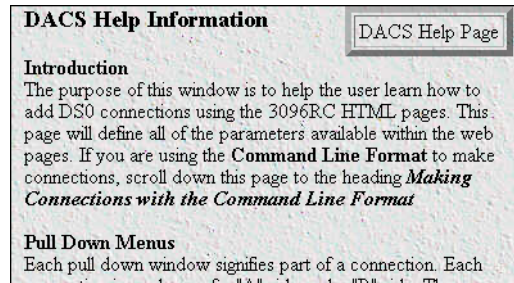 DACS Help Information
DACS Help Page
Introduction
The purpose of this window is to help the user learn how to
add DS0 connections using the 3096RC HTML pages. This
page will define all of the parameters available within the web
pages. If you are using the Command Line Format to make
connections, scroll down this page to the heading Making
Connections with the Command Line Format
Pull Down Menus
Each pull down window signifies part of a connection. Each